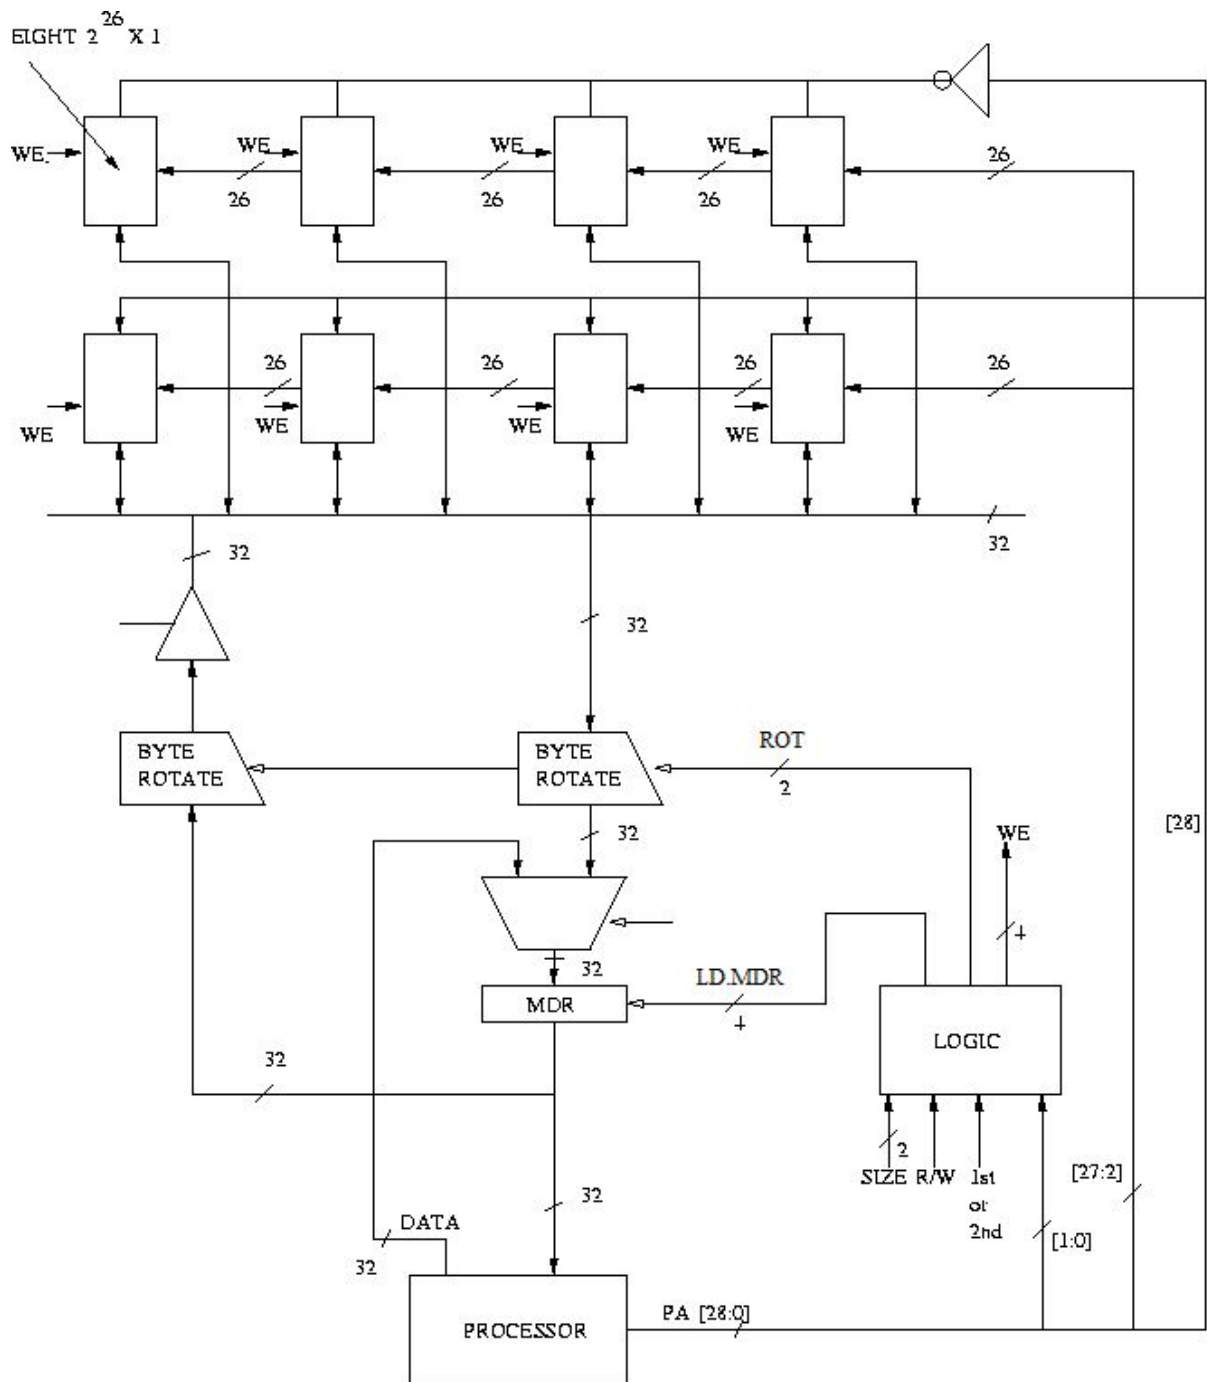 EIGHT 2^26 X 1
WE
WE
WE
WE
26
26
26
26
26
26
26
26
WE
WE
WE
WE
32
32
32
BYTE
ROTATE
BYTE
ROTATE
ROT
2
32
[28]
WE
4
32
LD.MDR
4
MDR
LOGIC
32
2
SIZE R/W 1st
or
2nd
[27:2]
[1:0]
32
DATA
32
PA [28:0]
PROCESSOR